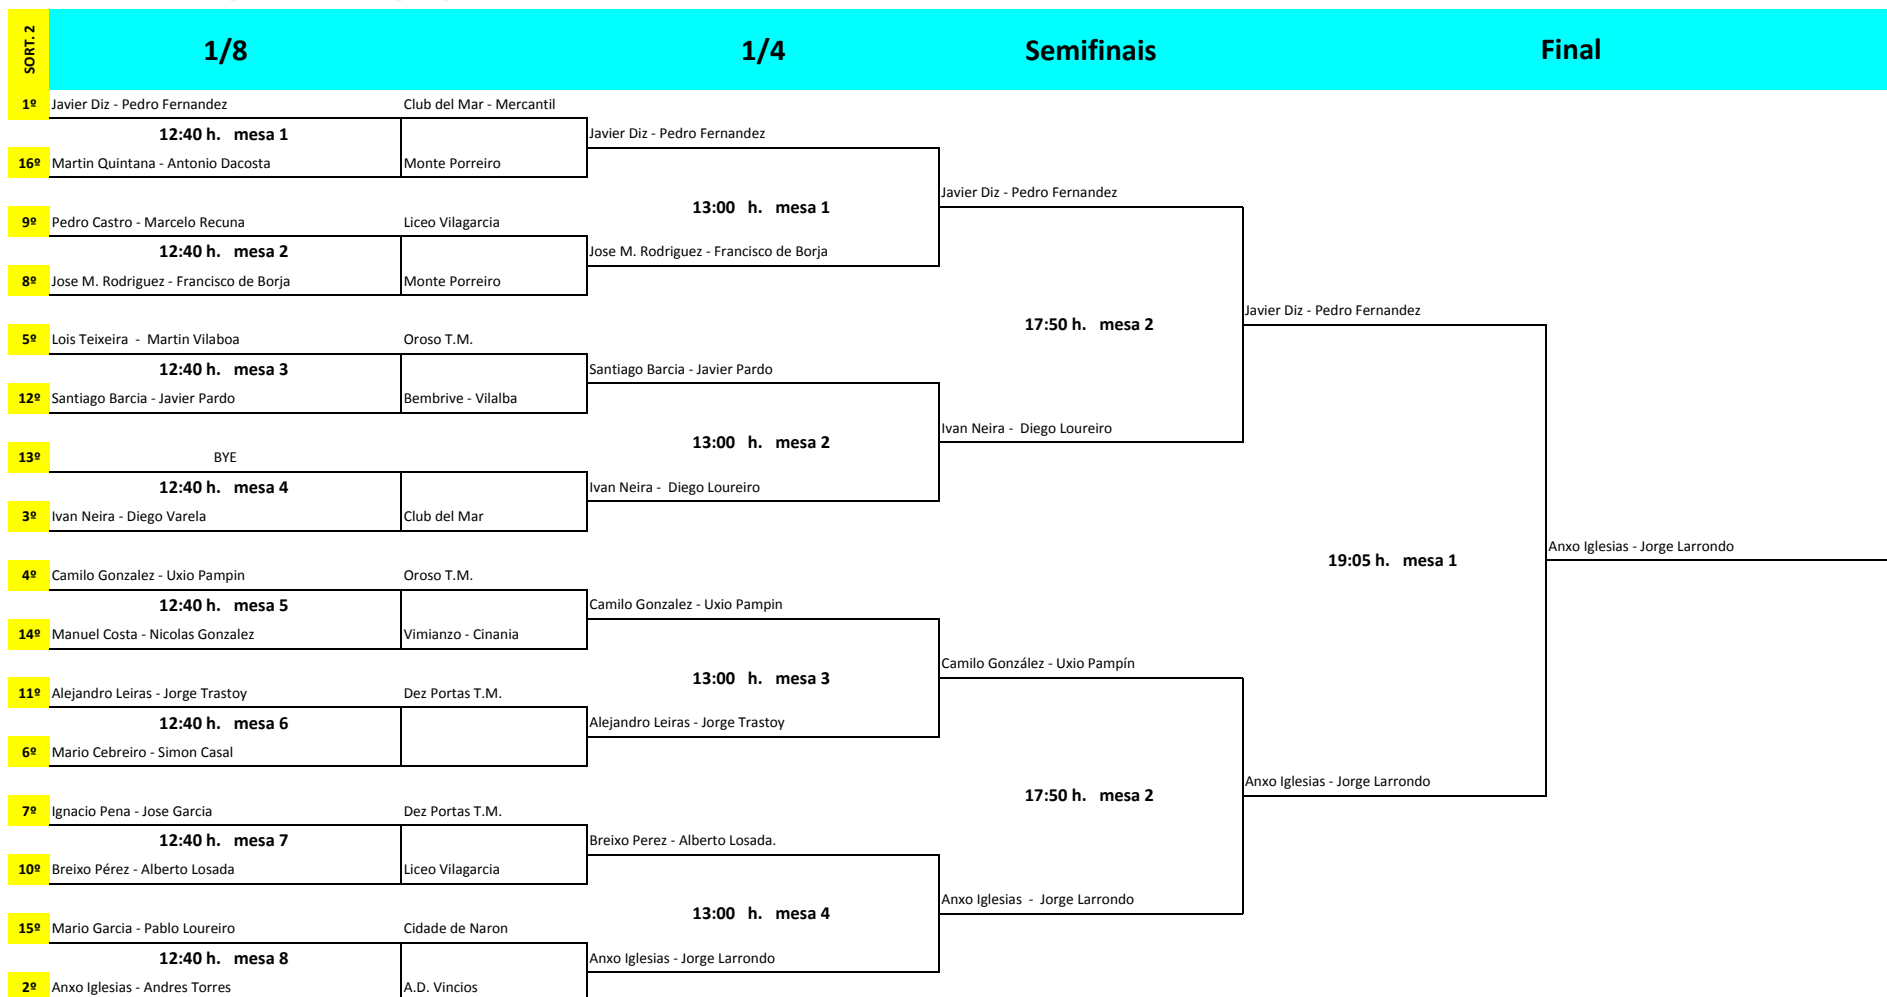 SORT. 2 1/8 1/4 Semifinais Final
1º Javier Diz - Pedro Fernandez Club del Mar - Mercantil
12:40 h. mesa 1 Javier Diz - Pedro Fernandez
16º Martin Quintana - Antonio Dacosta Monte Porreiro
Javier Diz - Pedro Fernandez
13:00 h. mesa 1
9º Pedro Castro - Marcelo Recuna Liceo Vilagarcia
12:40 h. mesa 2 Jose M. Rodriguez - Francisco de Borja
8º Jose M. Rodriguez - Francisco de Borja Monte Porreiro
Javier Diz - Pedro Fernandez
17:50 h. mesa 2
5º Lois Teixeira - Martin Vilaboa Oroso T.M.
12:40 h. mesa 3 Santiago Barcia - Javier Pardo
12º Santiago Barcia - Javier Pardo Bembrive - Vilalba
Ivan Neira - Diego Loureiro
13:00 h. mesa 2
13º BYE
12:40 h. mesa 4 Ivan Neira - Diego Loureiro
3º Ivan Neira - Diego Varela Club del Mar
Anxo Iglesias - Jorge Larrondo
19:05 h. mesa 1
4º Camilo Gonzalez - Uxio Pampin Oroso T.M.
12:40 h. mesa 5 Camilo Gonzalez - Uxio Pampin
14º Manuel Costa - Nicolas Gonzalez Vimianzo - Cinania
Camilo González - Uxio Pampín
13:00 h. mesa 3
11º Alejandro Leiras - Jorge Trastoy Dez Portas T.M.
12:40 h. mesa 6 Alejandro Leiras - Jorge Trastoy
6º Mario Cebreiro - Simon Casal
Anxo Iglesias - Jorge Larrondo
17:50 h. mesa 2
7º Ignacio Pena - Jose Garcia Dez Portas T.M.
12:40 h. mesa 7 Breixo Perez - Alberto Losada.
10º Breixo Pérez - Alberto Losada Liceo Vilagarcia
Anxo Iglesias - Jorge Larrondo
13:00 h. mesa 4
15º Mario Garcia - Pablo Loureiro Cidade de Naron
12:40 h. mesa 8 Anxo Iglesias - Jorge Larrondo
2º Anxo Iglesias - Andres Torres A.D. Vincios